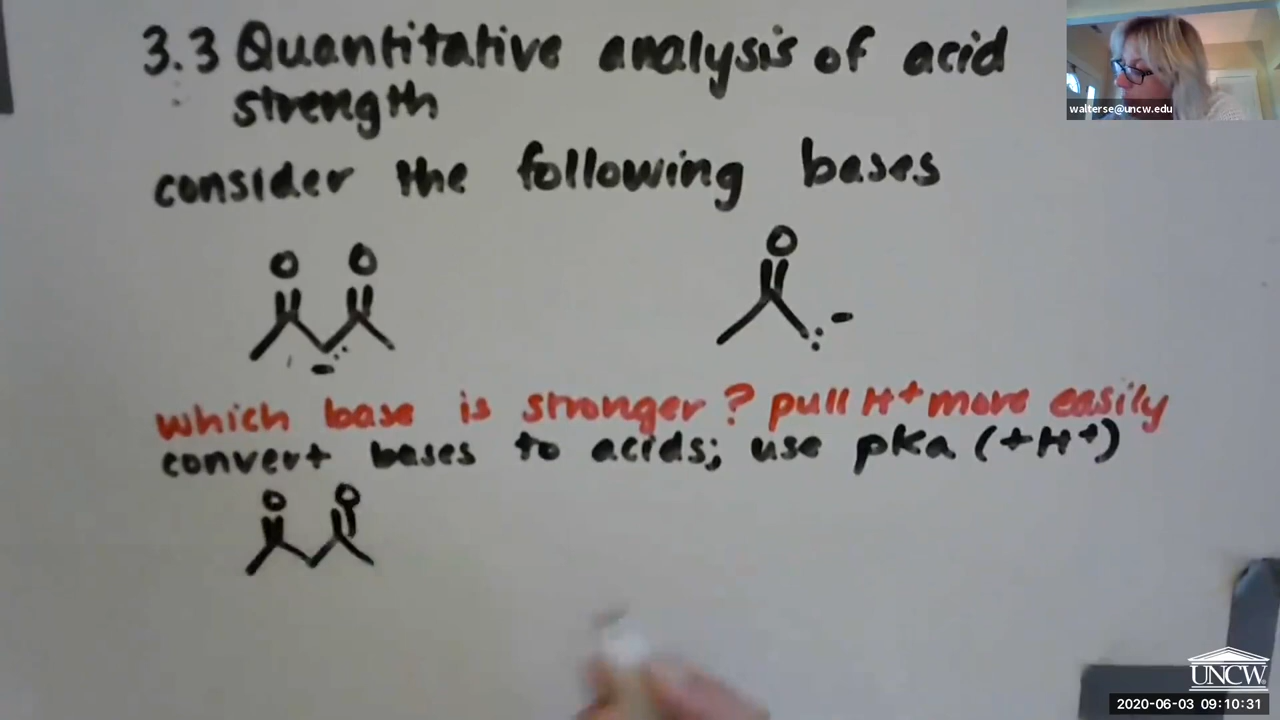 3.3 Quantitative analysis of acid
strength
walterse@uncw.edu
consider the following bases
O O O
-
-
which base is stronger? pull H+ more easily
convert bases to acids; use pka (+H+)
O O
UNCW
2020-06-03 09:10:31